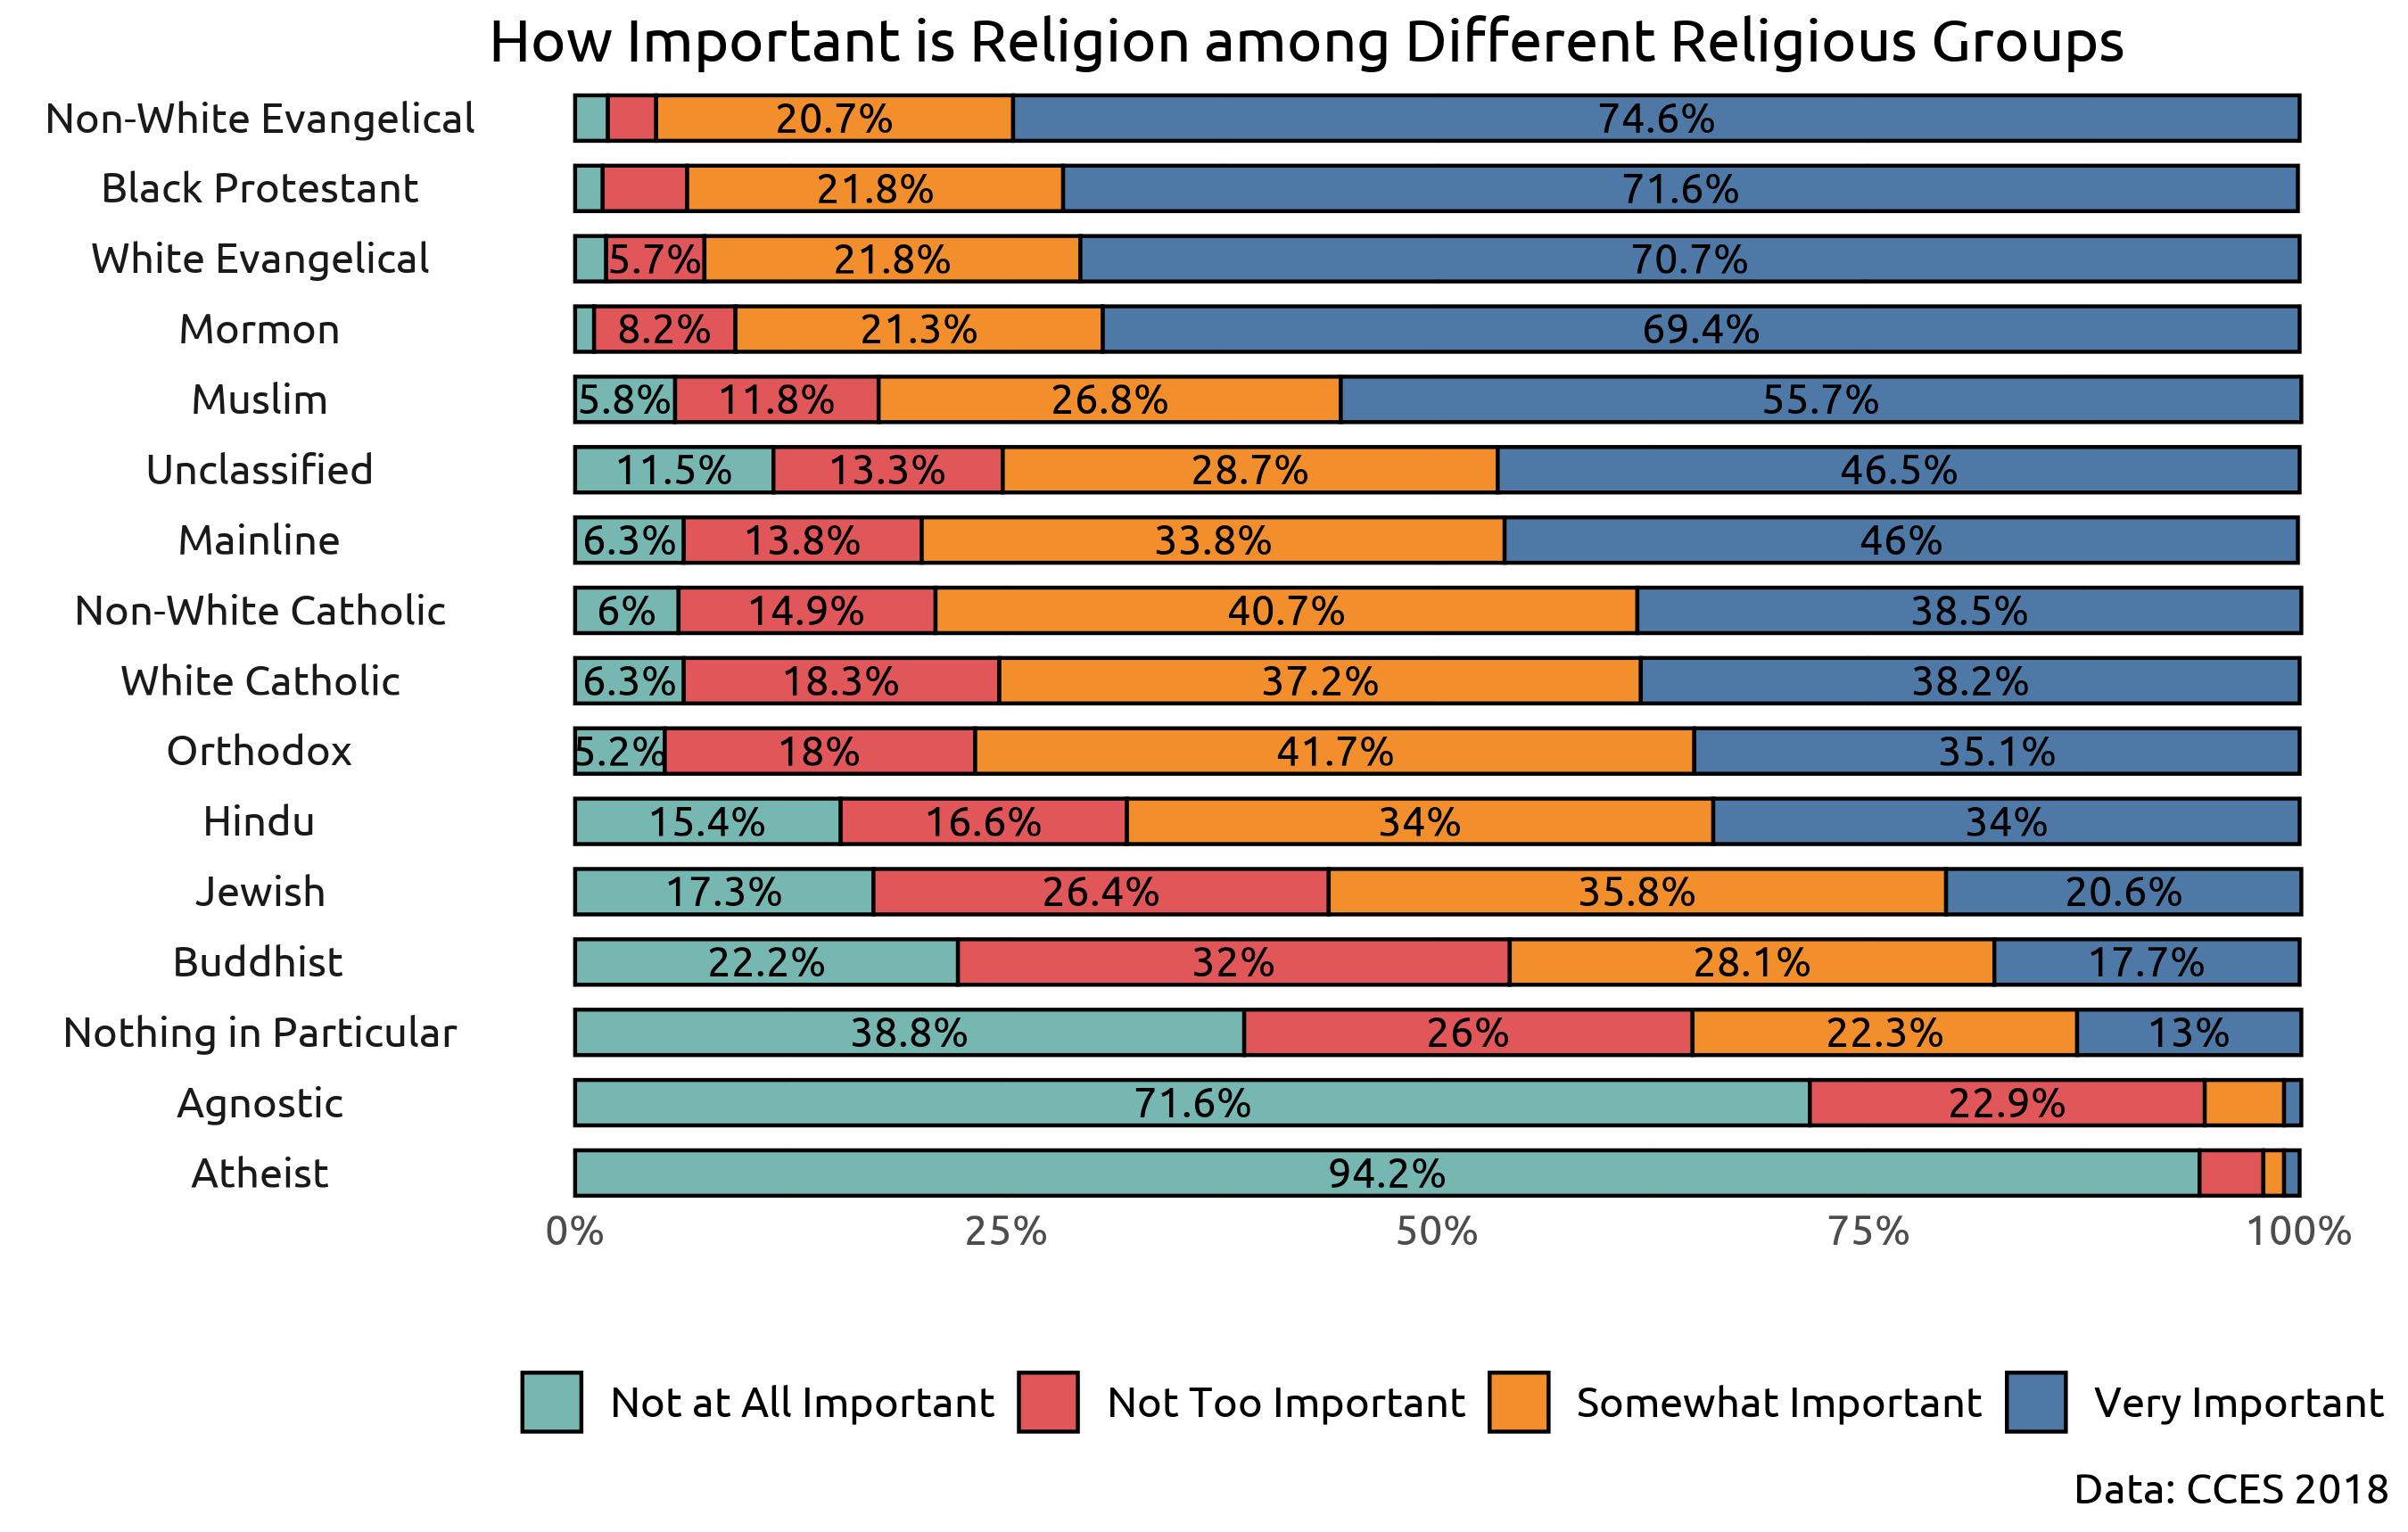 How Important is Religion among Different Religious Groups
Non-White Evangelical 20.7% 74.6%
Black Protestant 21.8% 71.6%
White Evangelical 5.7% 21.8% 70.7%
Mormon 8.2% 21.3% 69.4%
Muslim 5.8% 11.8% 26.8% 55.7%
Unclassified 11.5% 13.3% 28.7% 46.5%
Mainline 6.3% 13.8% 33.8% 46%
Non-White Catholic 6% 14.9% 40.7% 38.5%
White Catholic 6.3% 18.3% 37.2% 38.2%
Orthodox 5.2% 18% 41.7% 35.1%
Hindu 15.4% 16.6% 34% 34%
Jewish 17.3% 26.4% 35.8% 20.6%
Buddhist 22.2% 32% 28.1% 17.7%
Nothing in Particular 38.8% 26% 22.3% 13%
Agnostic 71.6% 22.9%
Atheist 94.2%
0% 25% 50% 75% 100%
Not at All Important Not Too Important Somewhat Important Very Important
Data: CCES 2018